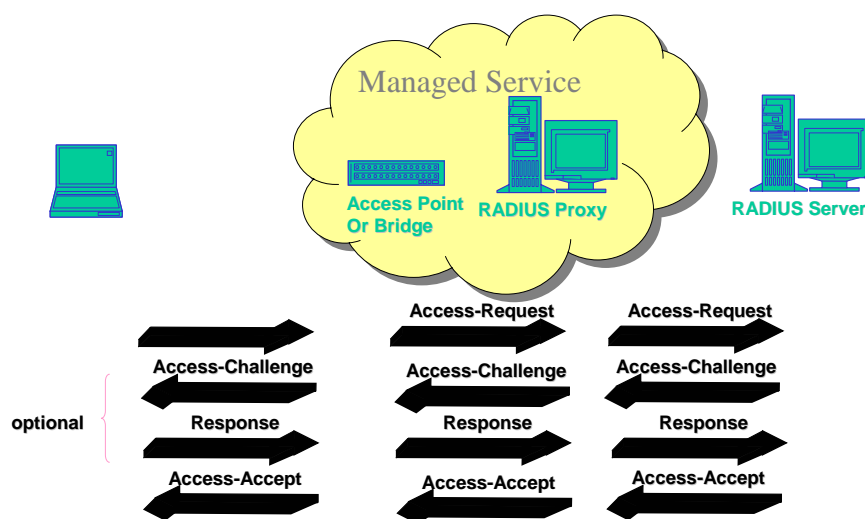 Managed Service
Access Point
Or Bridge
RADIUS Proxy
RADIUS Server
Access-Request
Access-Request
Access-Challenge
Access-Challenge
Access-Challenge
optional
Response
Response
Response
Access-Accept
Access-Accept
Access-Accept